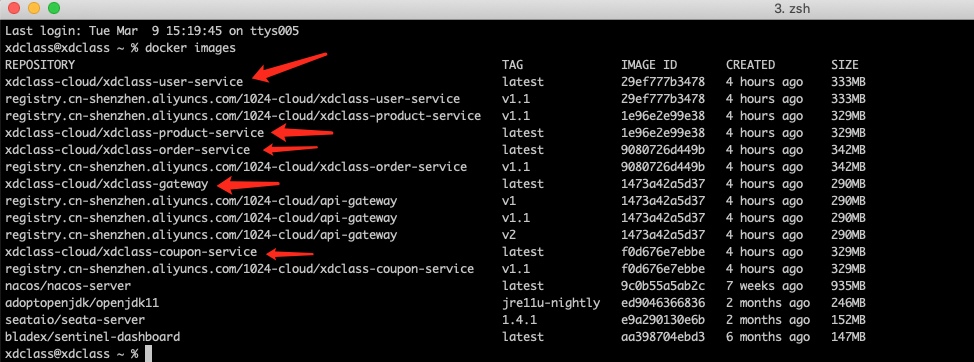 3. zsh
Last login: Tue Mar  9 15:19:45 on ttys005
xdclass@xdclass ~ % docker images
REPOSITORY TAG IMAGE ID CREATED SIZE
xdclass-cloud/xdclass-user-service latest 29ef777b3478 4 hours ago 333MB
registry.cn-shenzhen.aliyuncs.com/1024-cloud/xdclass-user-service v1.1 29ef777b3478 4 hours ago 333MB
registry.cn-shenzhen.aliyuncs.com/1024-cloud/xdclass-product-service v1.1 1e96e2e99e38 4 hours ago 329MB
xdclass-cloud/xdclass-product-service latest 1e96e2e99e38 4 hours ago 329MB
xdclass-cloud/xdclass-order-service latest 9080726d449b 4 hours ago 342MB
registry.cn-shenzhen.aliyuncs.com/1024-cloud/xdclass-order-service v1.1 9080726d449b 4 hours ago 342MB
xdclass-cloud/xdclass-gateway latest 1473a42a5d37 4 hours ago 290MB
registry.cn-shenzhen.aliyuncs.com/1024-cloud/api-gateway v1 1473a42a5d37 4 hours ago 290MB
registry.cn-shenzhen.aliyuncs.com/1024-cloud/api-gateway v1.1 1473a42a5d37 4 hours ago 290MB
registry.cn-shenzhen.aliyuncs.com/1024-cloud/api-gateway v2 1473a42a5d37 4 hours ago 290MB
xdclass-cloud/xdclass-coupon-service latest f0d676e7ebbe 4 hours ago 329MB
registry.cn-shenzhen.aliyuncs.com/1024-cloud/xdclass-coupon-service v1.1 f0d676e7ebbe 4 hours ago 329MB
nacos/nacos-server latest 9c0b55a5ab2c 7 weeks ago 935MB
adoptopenjdk/openjdk11 jre11u-nightly ed9046366836 2 months ago 246MB
seataio/seata-server 1.4.1 e9a290130e6b 2 months ago 152MB
bladex/sentinel-dashboard latest aa398704ebd3 6 months ago 147MB
xdclass@xdclass ~ %